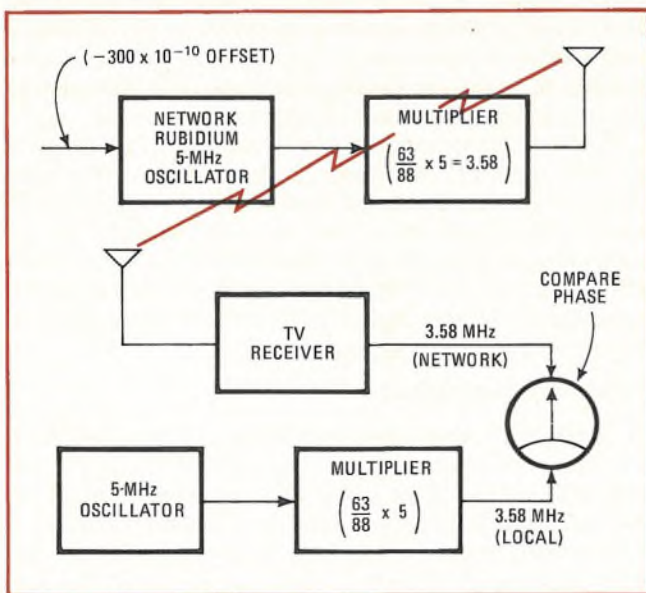 (−300 x 10⁻¹⁰ OFFSET)
NETWORK
RUBIDIUM
5-MHz
OSCILLATOR
MULTIPLIER
(63/88 x 5 = 3.58)
TV
RECEIVER
3.58 MHz
(NETWORK)
COMPARE
PHASE
5-MHz
OSCILLATOR
MULTIPLIER
(63/88 x 5)
3.58 MHz
(LOCAL)